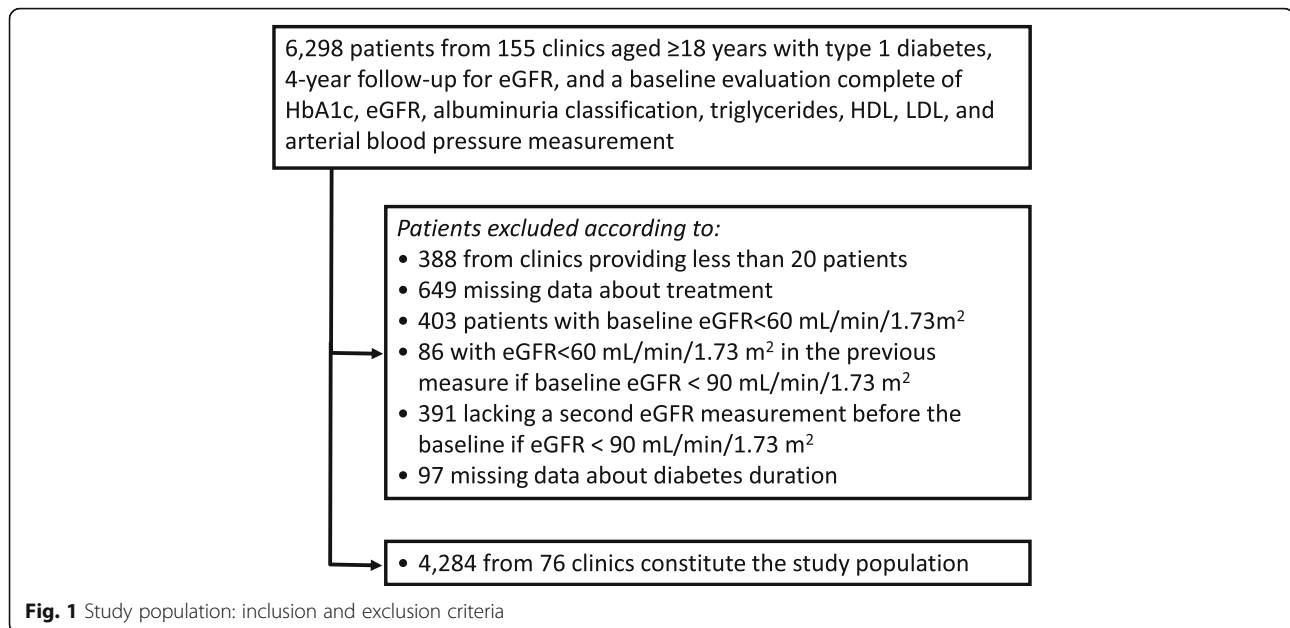 6,298 patients from 155 clinics aged ≥18 years with type 1 diabetes,
4-year follow-up for eGFR, and a baseline evaluation complete of
HbA1c, eGFR, albuminuria classification, triglycerides, HDL, LDL, and
arterial blood pressure measurement
Patients excluded according to:
• 388 from clinics providing less than 20 patients
• 649 missing data about treatment
• 403 patients with baseline eGFR<60 mL/min/1.73m²
• 86 with eGFR<60 mL/min/1.73 m² in the previous
measure if baseline eGFR < 90 mL/min/1.73 m²
• 391 lacking a second eGFR measurement before the
baseline if eGFR < 90 mL/min/1.73 m²
• 97 missing data about diabetes duration
• 4,284 from 76 clinics constitute the study population
Fig. 1 Study population: inclusion and exclusion criteria